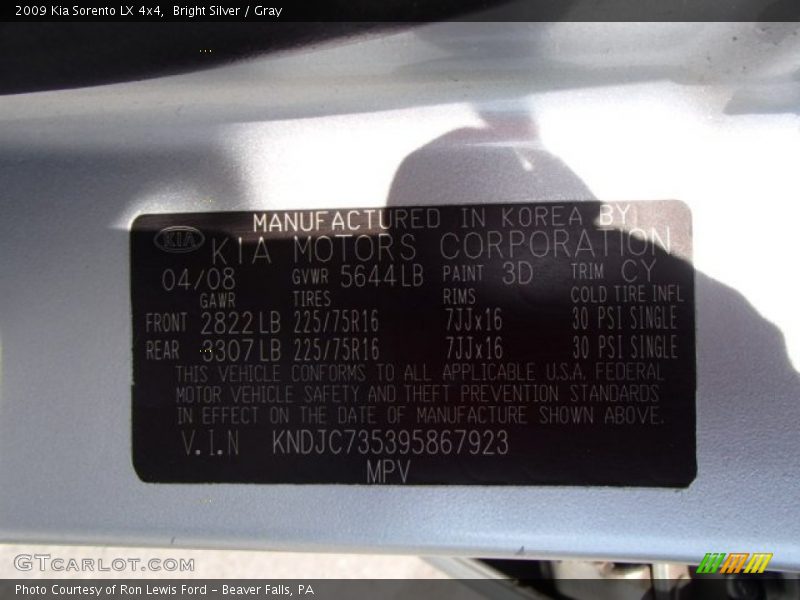 2009 Kia Sorento LX 4x4,  Bright Silver / Gray
MANUFACTURED IN KOREA BY
KIA KIA MOTORS CORPORATION
04/08 GVWR 5644LB PAINT 3D TRIM CY
GAWR TIRES RIMS COLD TIRE INFL
FRONT 2822LB 225/75R16 7JJx16 30 PSI SINGLE
REAR 3307LB 225/75R16 7JJx16 30 PSI SINGLE
THIS VEHICLE CONFORMS TO ALL APPLICABLE U.S.A. FEDERAL
MOTOR VEHICLE SAFETY AND THEFT PREVENTION STANDARDS
IN EFFECT ON THE DATE OF MANUFACTURE SHOWN ABOVE.
V.I.N KNDJC735395867923
MPV
GTCARLOT.COM
Photo Courtesy of Ron Lewis Ford - Beaver Falls, PA